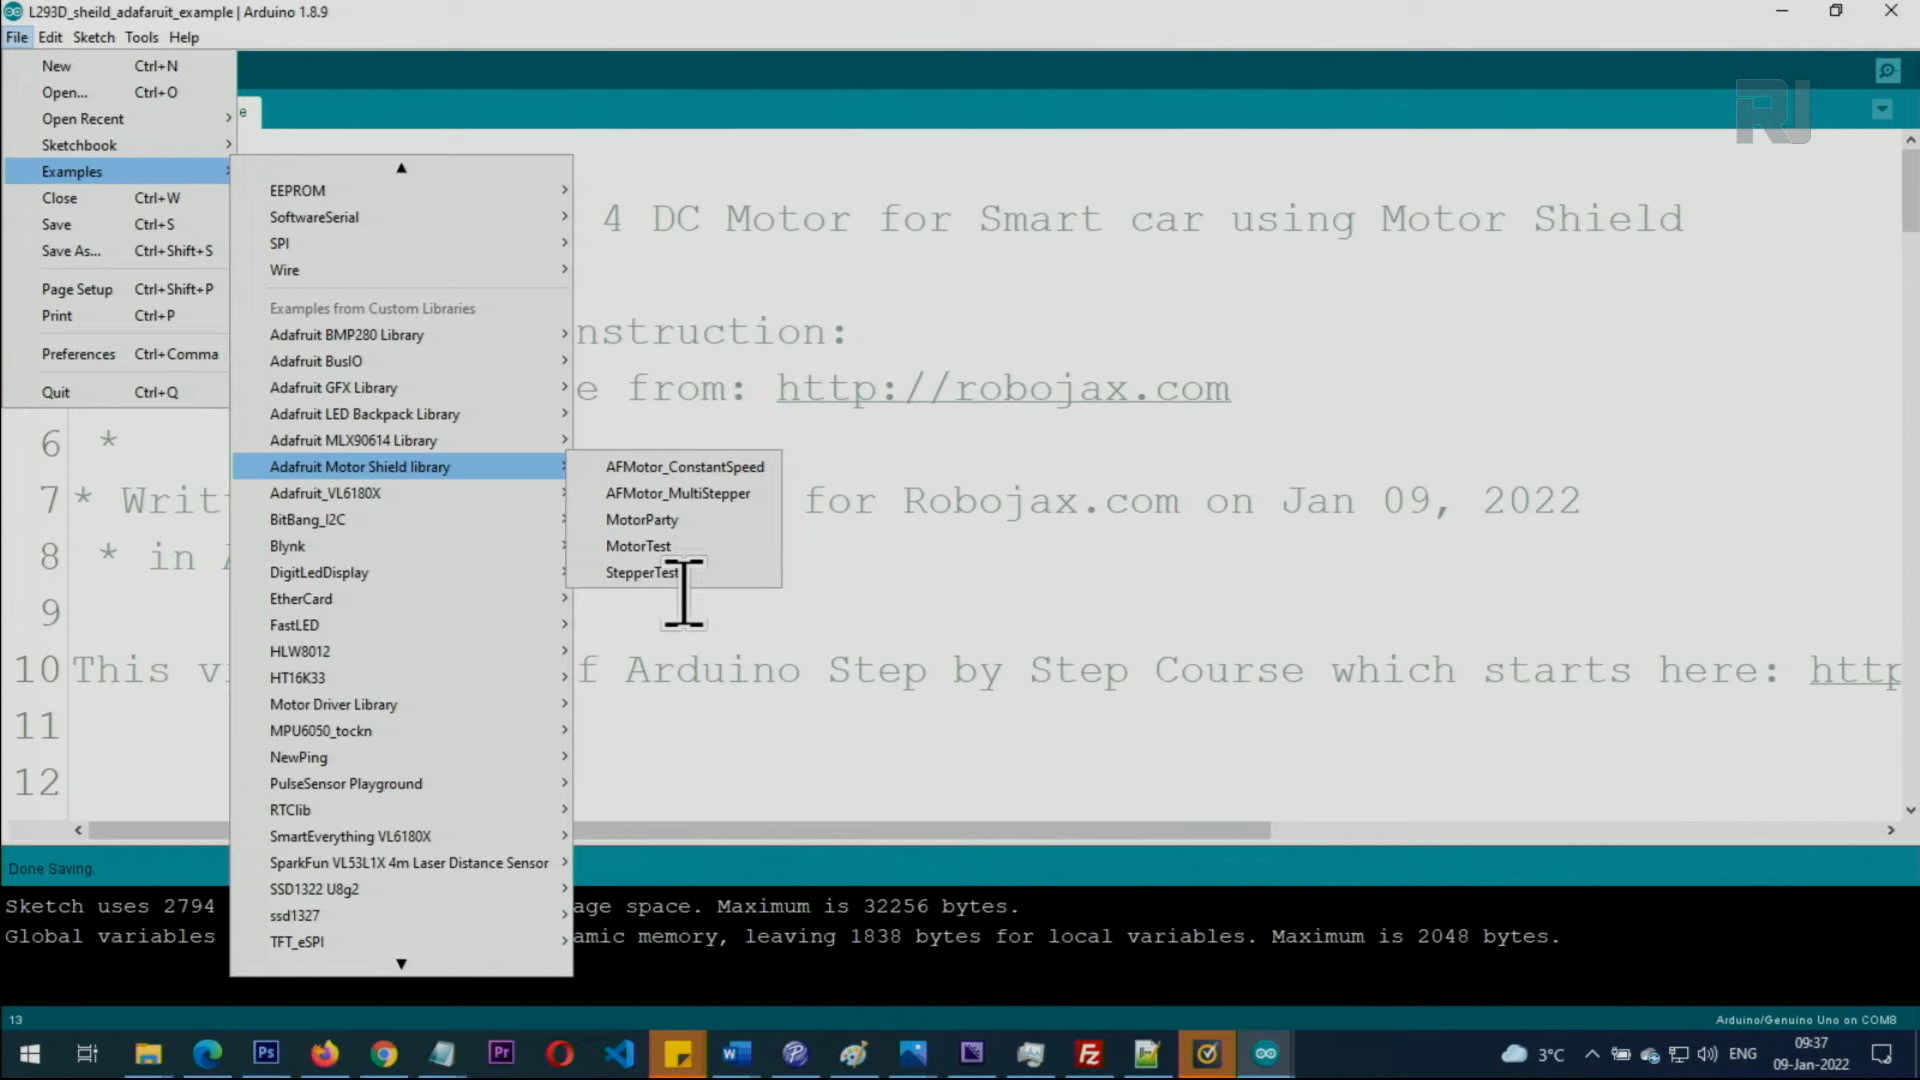 L293D_sheild_adafaruit_example | Arduino 1.8.9
File Edit Sketch Tools Help
New Ctrl+N
Open... Ctrl+O
Open Recent
Sketchbook
Examples
Close Ctrl+W
Save Ctrl+S
Save As... Ctrl+Shift+S
Page Setup Ctrl+Shift+P
Print Ctrl+P
Preferences Ctrl+Comma
Quit Ctrl+Q
e
RJ
EEPROM
SoftwareSerial
SPI
Wire
Examples from Custom Libraries
Adafruit BMP280 Library
Adafruit BusIO
Adafruit GFX Library
Adafruit LED Backpack Library
Adafruit MLX90614 Library
Adafruit Motor Shield library
Adafruit_VL6180X
BitBang_I2C
Blynk
DigitLedDisplay
EtherCard
FastLED
HLW8012
HT16K33
Motor Driver Library
MPU6050_tockn
NewPing
PulseSensor Playground
RTClib
SmartEverything VL6180X
SparkFun VL53L1X 4m Laser Distance Sensor
SSD1322 U8g2
ssd1327
TFT_eSPI
AFMotor_ConstantSpeed
AFMotor_MultiStepper
MotorParty
MotorTest
StepperTest
4 DC Motor for Smart car using Motor Shield
nstruction:
e from: http://robojax.com
6 *
7 * Writ for Robojax.com on Jan 09, 2022
8 * in A
9
10 This vi f Arduino Step by Step Course which starts here: http
11
12
Done Saving.
Sketch uses 2794 age space. Maximum is 32256 bytes.
Global variables amic memory, leaving 1838 bytes for local variables. Maximum is 2048 bytes.
13 Arduino/Genuino Uno on COM8
Ps Pr W Fz 3°C ENG 09:37
09-Jan-2022